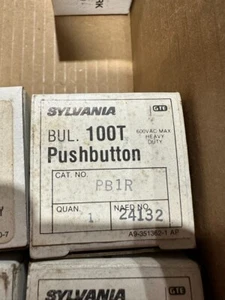 SYLVANIA GTE
BUL. 100T 600VAC MAX
HEAVY
DUTY
Pushbutton
CAT. NO.
PB1R
QUAN. NAED NO.
1 24132
A9-351362-1 AP